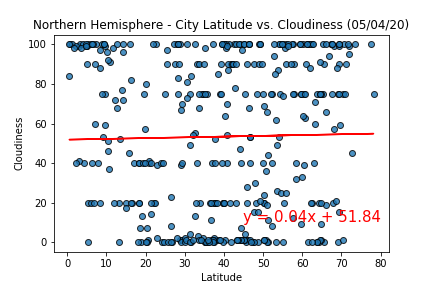 Northern Hemisphere - City Latitude vs. Cloudiness (05/04/20)
100
80
60
40
20
0
Cloudiness
y = 0.04x + 51.84
0 10 20 30 40 50 60 70 80
Latitude